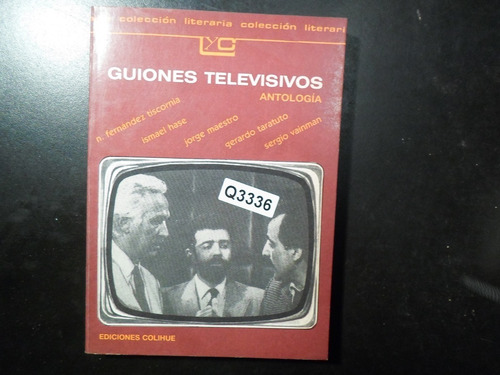 colección literaria colección literari
LyC
GUIONES TELEVISIVOS
ANTOLOGÍA
n. fernández tiscornia
ismael hase
jorge maestro
gerardo taratuto
sergio vainman
Q3336
EDICIONES COLIHUE